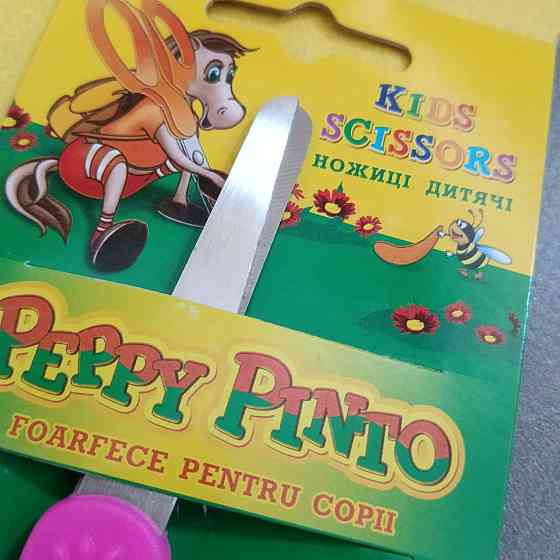 KIDS
SCISSORS
НОЖИЦІ ДИТЯЧІ
PEPPY PINTO
FOARFECE PENTRU COPII